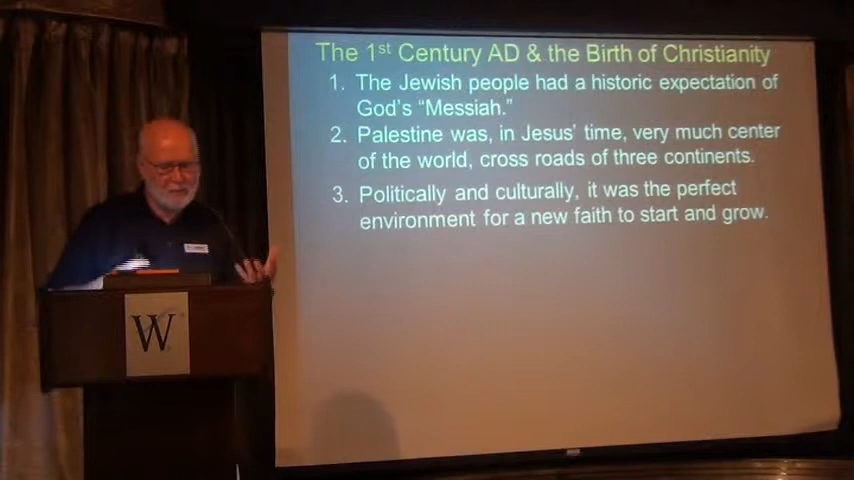 The 1st Century AD & the Birth of Christianity
1. The Jewish people had a historic expectation of
God's "Messiah."
2. Palestine was, in Jesus' time, very much center
of the world, cross roads of three continents.
3. Politically and culturally, it was the perfect
environment for a new faith to start and grow.
W